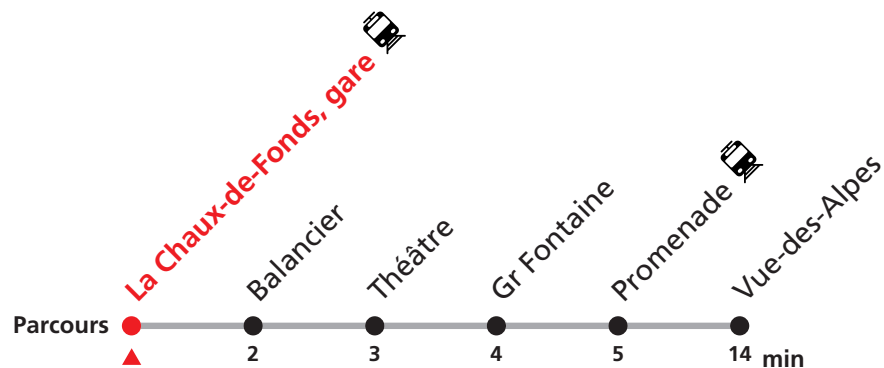 La Chaux-de-Fonds, gare
Balancier
Théâtre
Gr Fontaine
Promenade
Vue-des-Alpes
Parcours
2 3 4 5 14 min